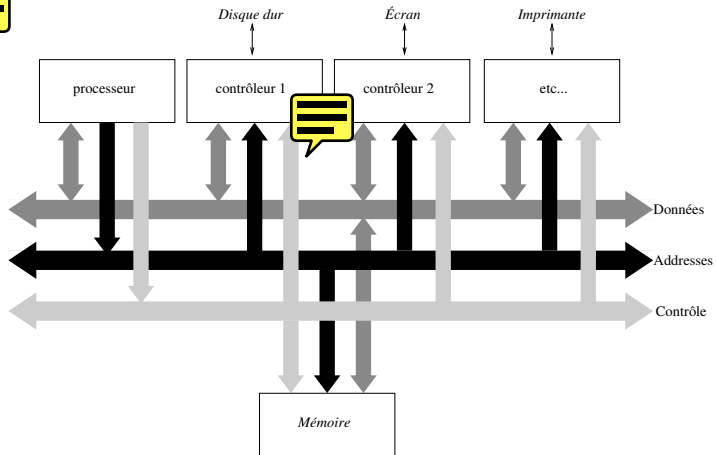 Disque dur
Écran
Imprimante
processeur
contrôleur 1
contrôleur 2
etc...
Données
Addresses
Contrôle
Mémoire